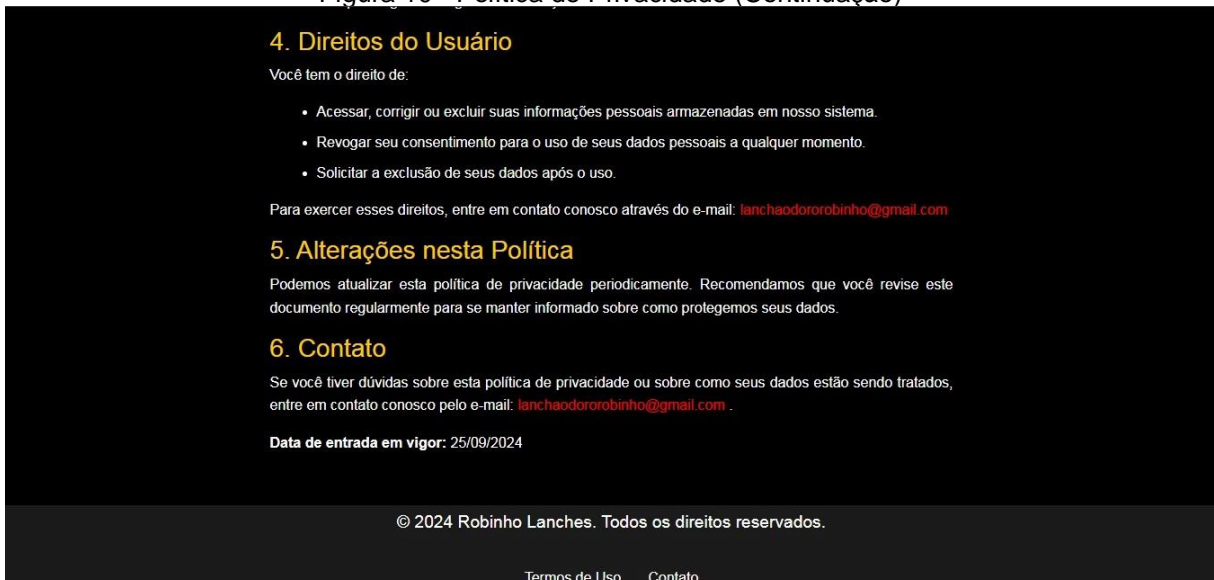 Figura 10 - Política de Privacidade (Continuação)
4. Direitos do Usuário
Você tem o direito de:
• Acessar, corrigir ou excluir suas informações pessoais armazenadas em nosso sistema.
• Revogar seu consentimento para o uso de seus dados pessoais a qualquer momento.
• Solicitar a exclusão de seus dados após o uso.
Para exercer esses direitos, entre em contato conosco através do e-mail: lanchaodororobinho@gmail.com
5. Alterações nesta Política
Podemos atualizar esta política de privacidade periodicamente. Recomendamos que você revise este
documento regularmente para se manter informado sobre como protegemos seus dados.
6. Contato
Se você tiver dúvidas sobre esta política de privacidade ou sobre como seus dados estão sendo tratados,
entre em contato conosco pelo e-mail: lanchaodororobinho@gmail.com .
Data de entrada em vigor: 25/09/2024
© 2024 Robinho Lanches. Todos os direitos reservados.
Termos de Uso Contato